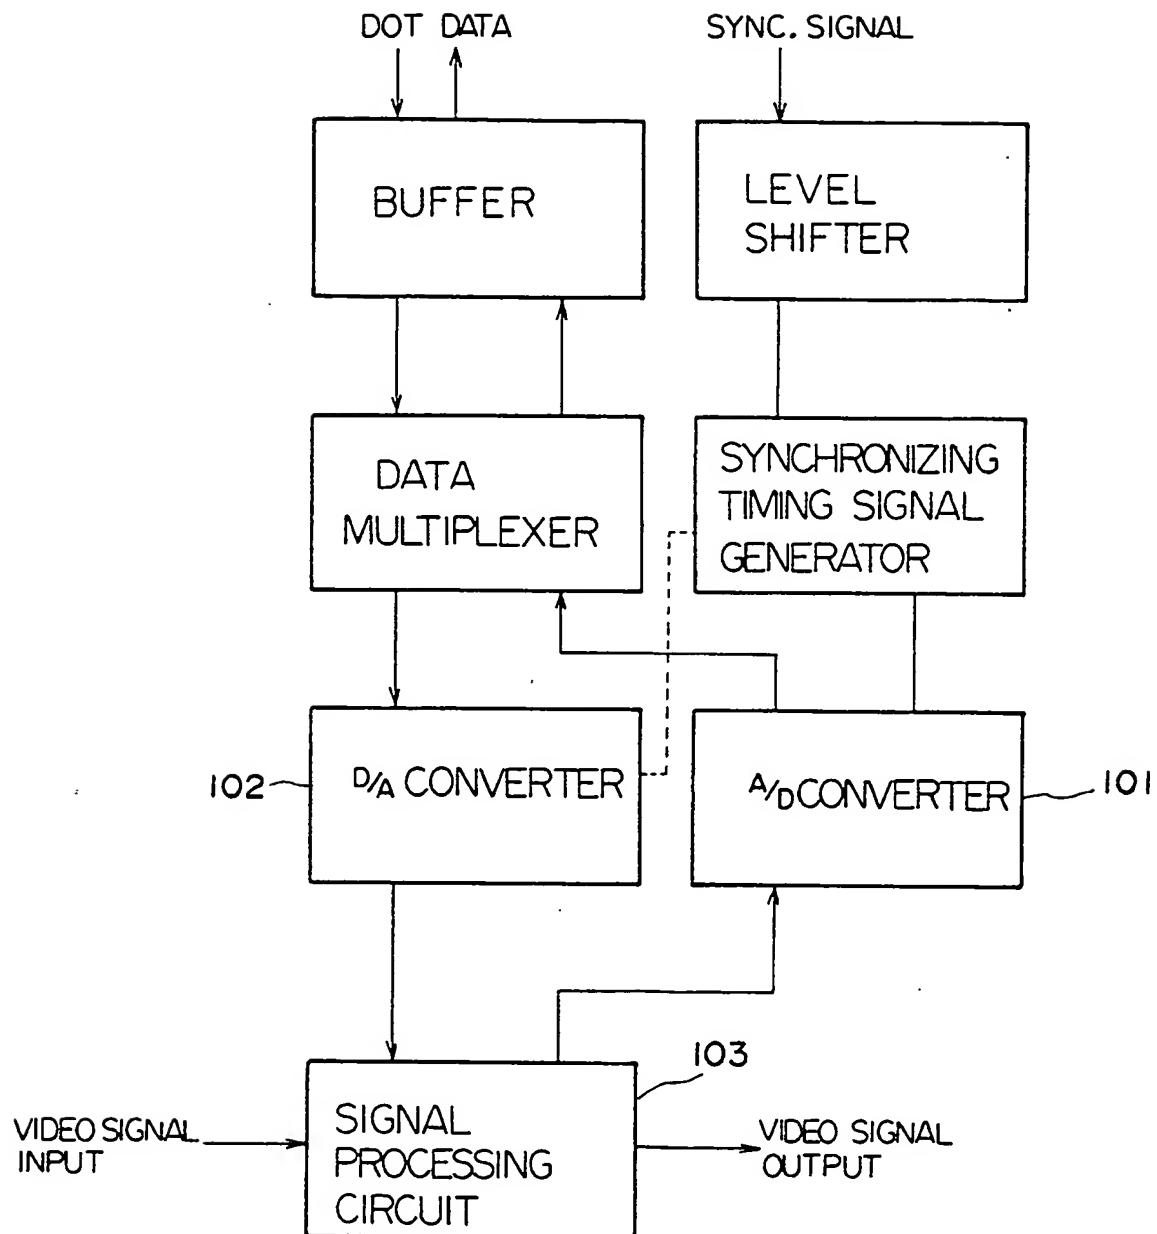 DOT DATA
SYNC. SIGNAL
BUFFER
LEVEL
SHIFTER
DATA
MULTIPLEXER
SYNCHRONIZING
TIMING SIGNAL
GENERATOR
102
D/A CONVERTER
A/D CONVERTER
101
103
VIDEO SIGNAL
INPUT
SIGNAL
PROCESSING
CIRCUIT
VIDEO SIGNAL
OUTPUT